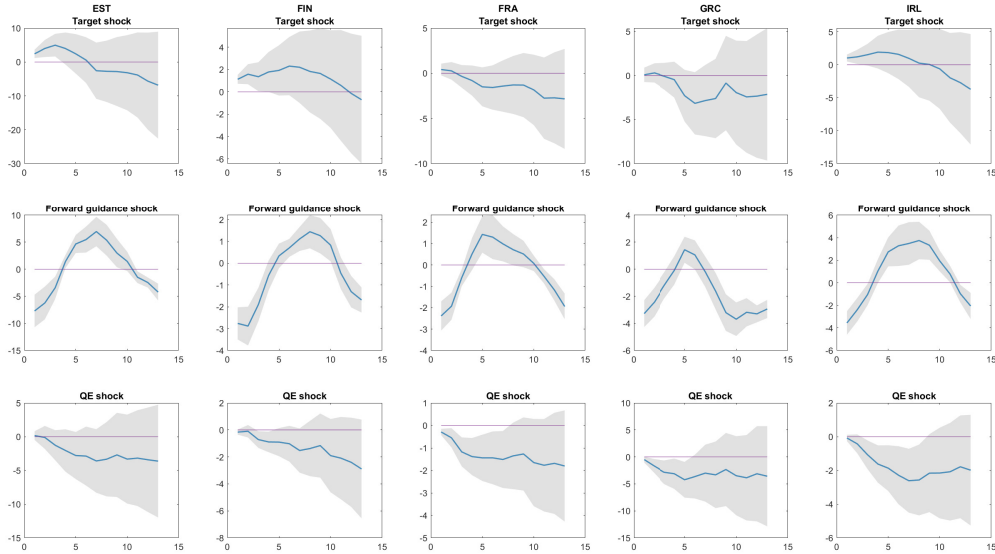 EST FIN FRA GRC IRL
Target shock Target shock Target shock Target shock Target shock
10 6 5 5 5
0 4 0 0 0
-10 2 -5 -5 -5
-20 0 -10 -10 -10
-30 -2 -15
-4
-6
0 5 10 15 0 5 10 15 0 5 10 15 0 5 10 15 0 5 10 15
Forward guidance shock Forward guidance shock Forward guidance shock Forward guidance shock Forward guidance shock
10 2 2 4 6
5 1 1 2 4
0 0 0 0 2
-5 -1 -1 -2 0
-10 -2 -2 -4 -2
-15 -3 -3 -6 -4
-4 -4 -6
0 5 10 15 0 5 10 15 0 5 10 15 0 5 10 15 0 5 10 15
QE shock QE shock QE shock QE shock QE shock
5 2 1 10 2
0 0 0 5 0
-5 -2 -1 0 -2
-10 -4 -2 -5 -4
-15 -6 -3 -10 -6
-8 -4 -15
-5
0 5 10 15 0 5 10 15 0 5 10 15 0 5 10 15 0 5 10 15